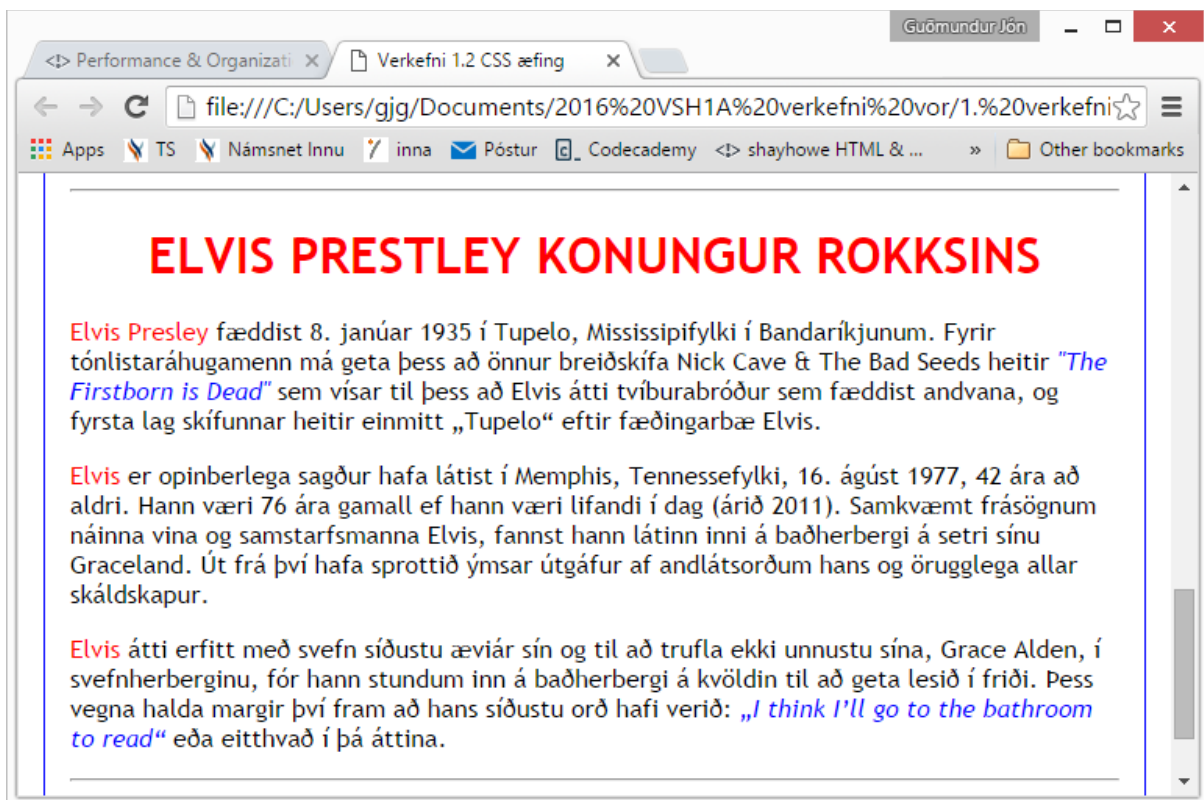 Guðmundur Jón
Performance & Organizati
Verkefni 1.2 CSS æfing
file:///C:/Users/gjg/Documents/2016%20VSH1A%20verkefni%20vor/1.%20verkefni
Apps TS Námsnet Innu inna Póstur Codecademy shayhowe HTML & ... » Other bookmarks
ELVIS PRESTLEY KONUNGUR ROKKSINS
Elvis Presley fæddist 8. janúar 1935 í Tupelo, Mississipifylki í Bandaríkjunum. Fyrir
tónlistaráhugamenn má geta þess að önnur breiðskífa Nick Cave & The Bad Seeds heitir "The
Firstborn is Dead" sem vísar til þess að Elvis átti tvíburabróður sem fæddist andvana, og
fyrsta lag skífunnar heitir einmitt „Tupelo“ eftir fæðingarbæ Elvis.
Elvis er opinberlega sagður hafa látist í Memphis, Tennessefylki, 16. ágúst 1977, 42 ára að
aldri. Hann væri 76 ára gamall ef hann væri lifandi í dag (árið 2011). Samkvæmt frásögnum
náinna vina og samstarfsmanna Elvis, fannst hann látinn inni á baðherbergi á setri sínu
Graceland. Út frá því hafa sprottið ýmsar útgáfur af andlátsorðum hans og örugglega allar
skáldskapur.
Elvis átti erfitt með svefn síðustu æviár sín og til að trufla ekki unnustu sína, Grace Alden, í
svefnherberginu, fór hann stundum inn á baðherbergi á kvöldin til að geta lesið í friði. Þess
vegna halda margir því fram að hans síðustu orð hafi verið: „I think I’ll go to the bathroom
to read“ eða eitthvað í þá áttina.